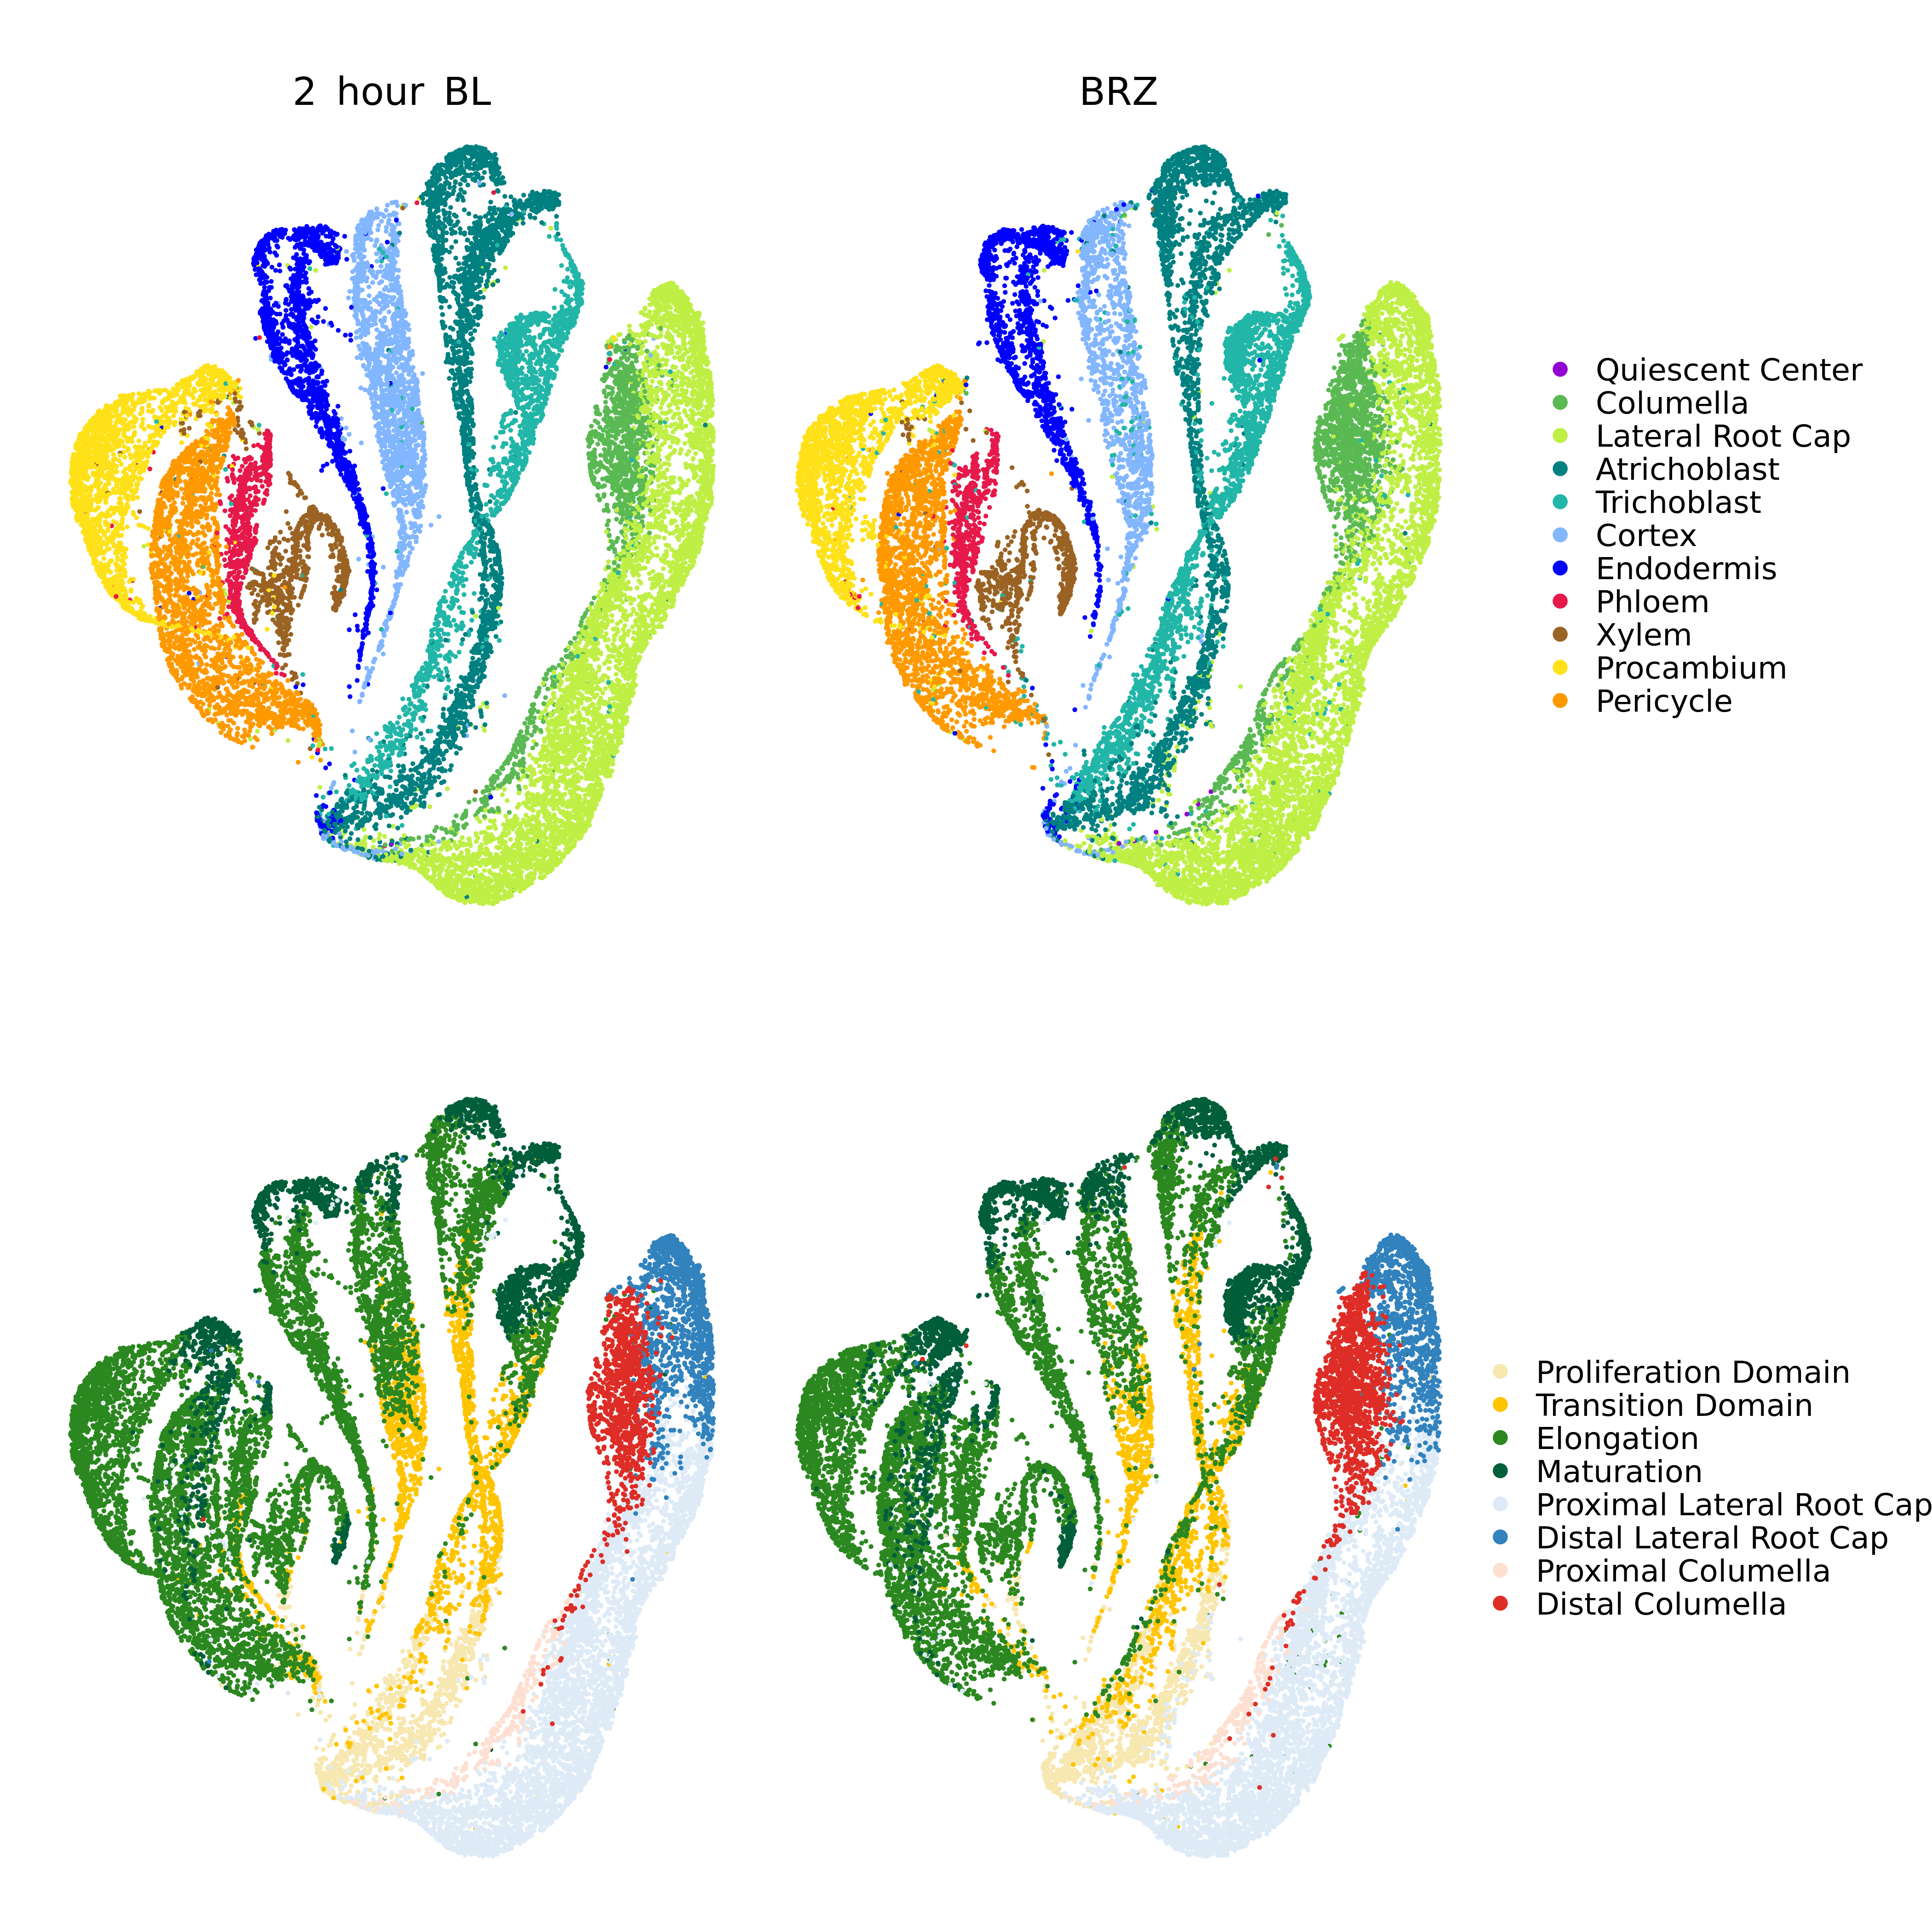 2 hour BL
BRZ
Quiescent Center
Columella
Lateral Root Cap
Atrichoblast
Trichoblast
Cortex
Endodermis
Phloem
Xylem
Procambium
Pericycle
Proliferation Domain
Transition Domain
Elongation
Maturation
Proximal Lateral Root Cap
Distal Lateral Root Cap
Proximal Columella
Distal Columella